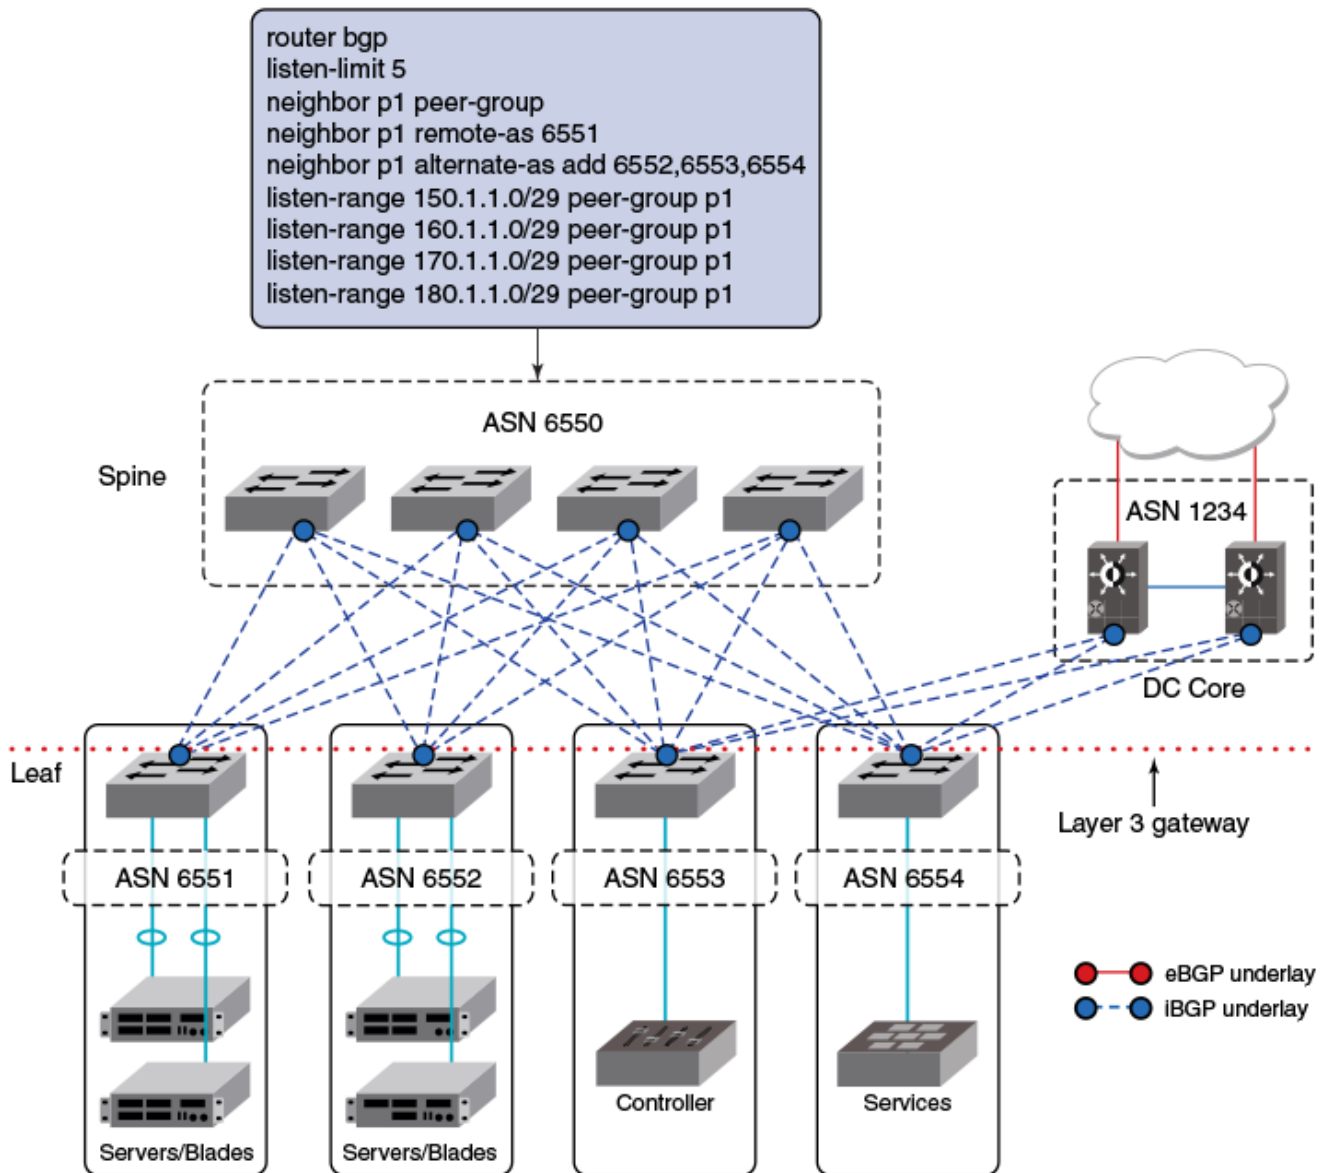 router bgp
listen-limit 5
neighbor p1 peer-group
neighbor p1 remote-as 6551
neighbor p1 alternate-as add 6552,6553,6554
listen-range 150.1.1.0/29 peer-group p1
listen-range 160.1.1.0/29 peer-group p1
listen-range 170.1.1.0/29 peer-group p1
listen-range 180.1.1.0/29 peer-group p1
ASN 6550
Spine
ASN 1234
DC Core
Leaf
Layer 3 gateway
ASN 6551
ASN 6552
ASN 6553
ASN 6554
eBGP underlay
iBGP underlay
Controller
Services
Servers/Blades
Servers/Blades